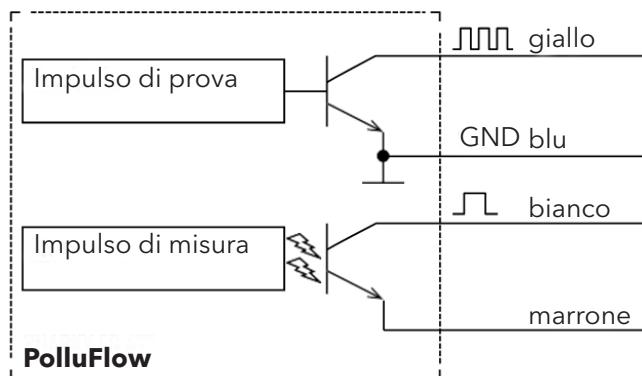 giallo
Impulso di prova
GND blu
bianco
Impulso di misura
marrone
PolluFlow